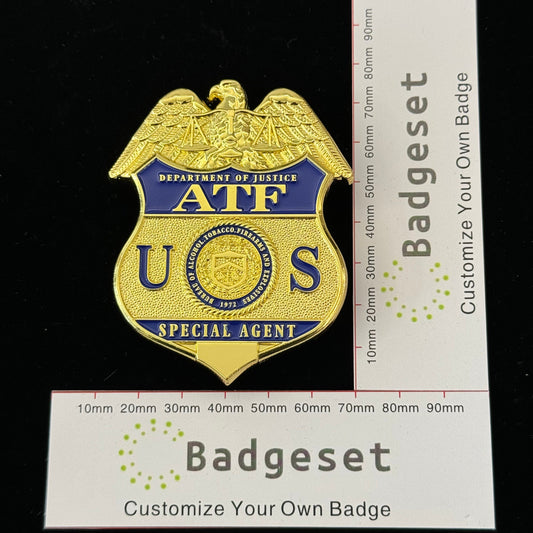 DEPARTMENT OF JUSTICE
ATF
U S
BUREAU OF ALCOHOL, TOBACCO, FIREARMS AND EXPLOSIVES
1972
SPECIAL AGENT
10mm 20mm 30mm 40mm 50mm 60mm 70mm 80mm 90mm
Badgeset
Customize Your Own Badge
10mm 20mm 30mm 40mm 50mm 60mm 70mm 80mm 90mm
Badgeset
Customize Your Own Badge